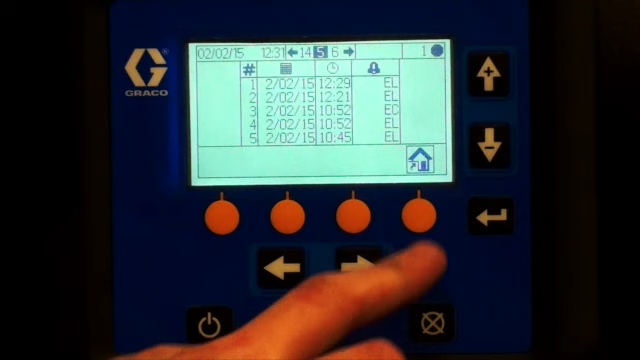 02/02/15 12:31 14 5 6 1
#
1 2/02/15 12:29 EL
2 2/02/15 12:21 EL
3 2/02/15 10:52 EC
4 2/02/15 10:52 EL
5 2/02/15 10:45 EL
GRACO